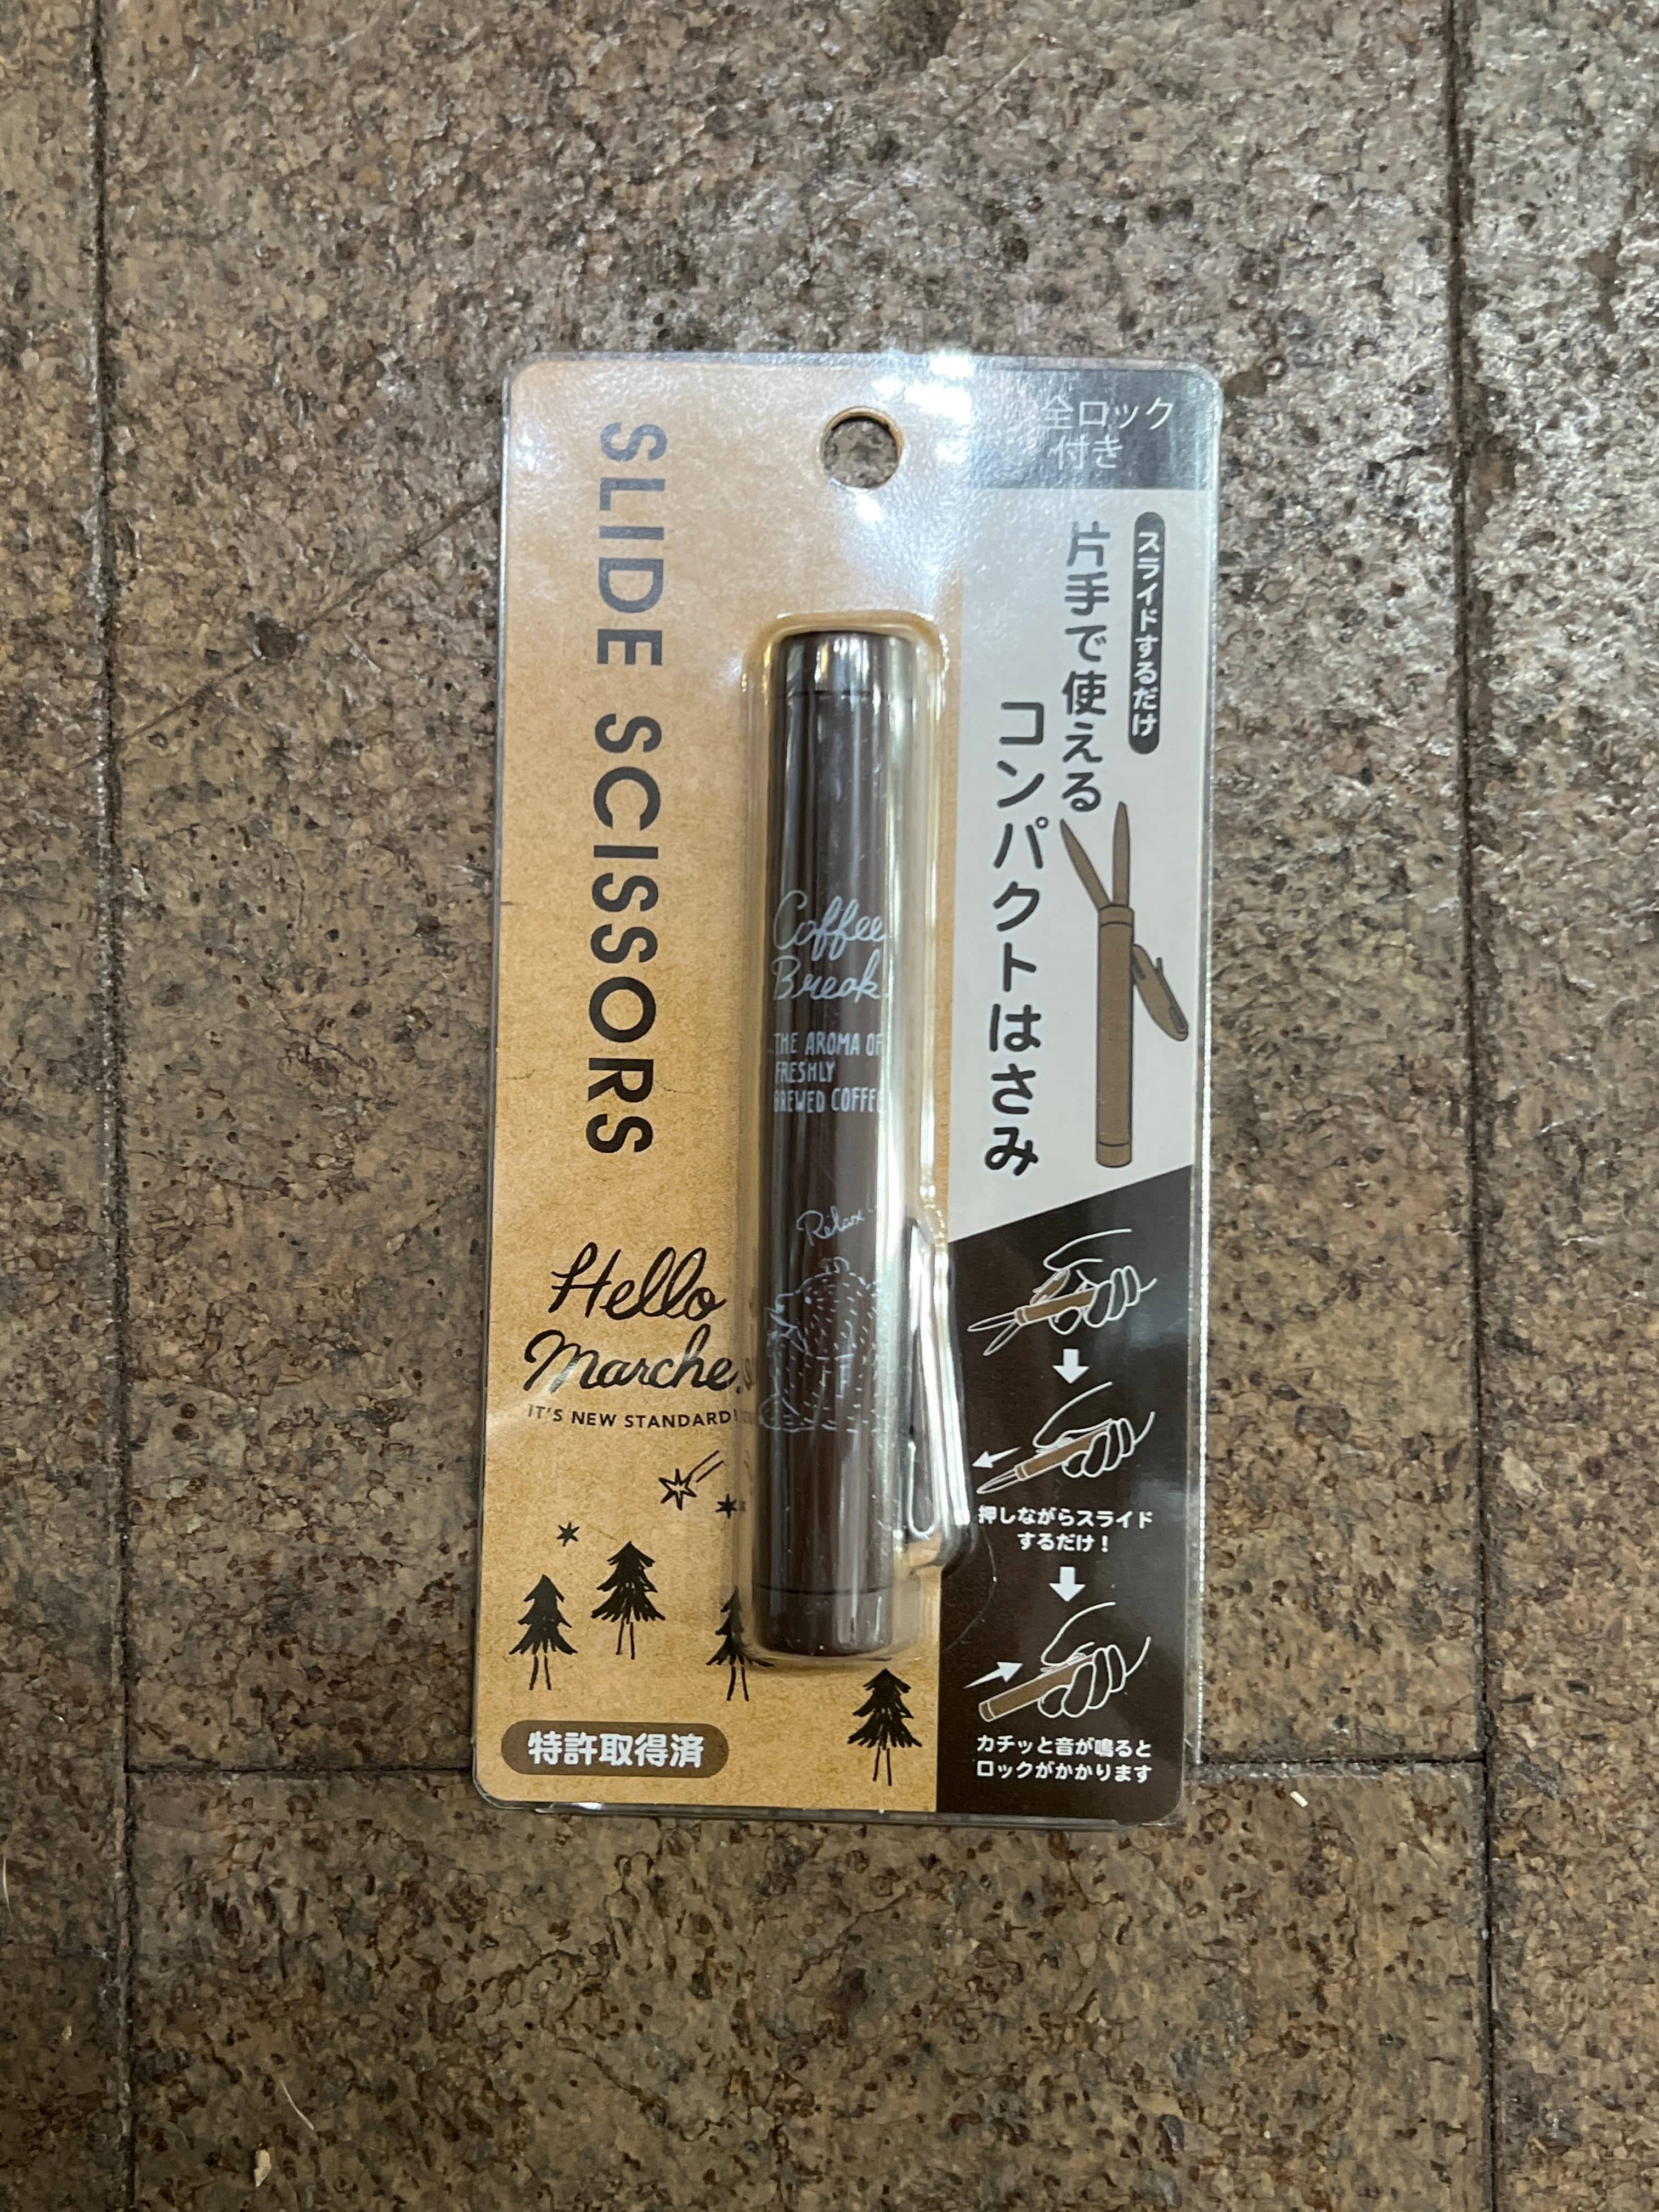 SLIDE SCISSORS
Hello
Marche.
IT'S NEW STANDARD!
特許取得済
Coffee
Break
THE AROMA OF
FRESHLY
BREWED COFFE
Relax
全ロック
付き
スライドするだけ
片手で使える
コンパクトはさみ
押しながらスライド
するだけ!
カチッと音が鳴ると
ロックがかかります